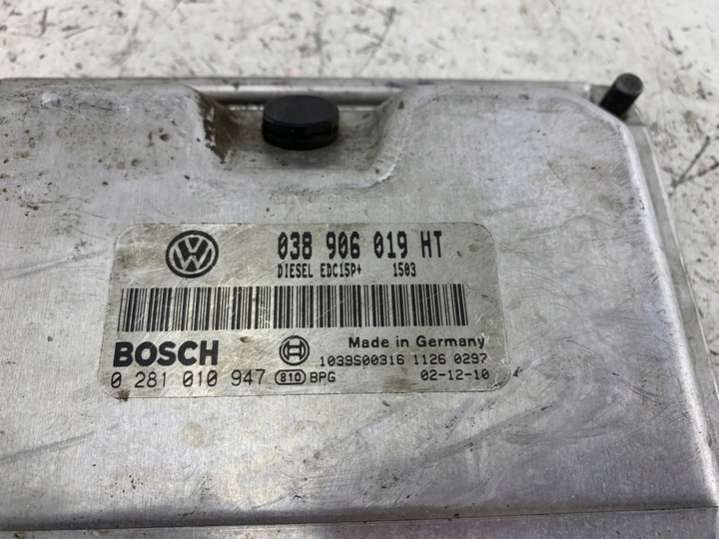 038 906 019 HT
DIESEL EDC15P+ 1503
BOSCH
Made in Germany
1039S00316 1126 0297
0 281 010 947 810 BPG 02-12-10